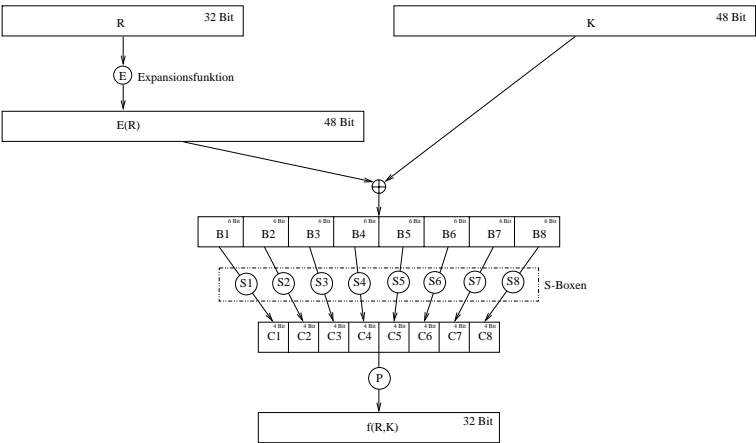 R 32 Bit
K 48 Bit
E Expansionsfunktion
E(R) 48 Bit
6 Bit 6 Bit 6 Bit 6 Bit 6 Bit 6 Bit 6 Bit 6 Bit
B1 B2 B3 B4 B5 B6 B7 B8
S1 S2 S3 S4 S5 S6 S7 S8 S-Boxen
4 Bit 4 Bit 4 Bit 4 Bit 4 Bit 4 Bit 4 Bit 4 Bit
C1 C2 C3 C4 C5 C6 C7 C8
P
f(R,K) 32 Bit